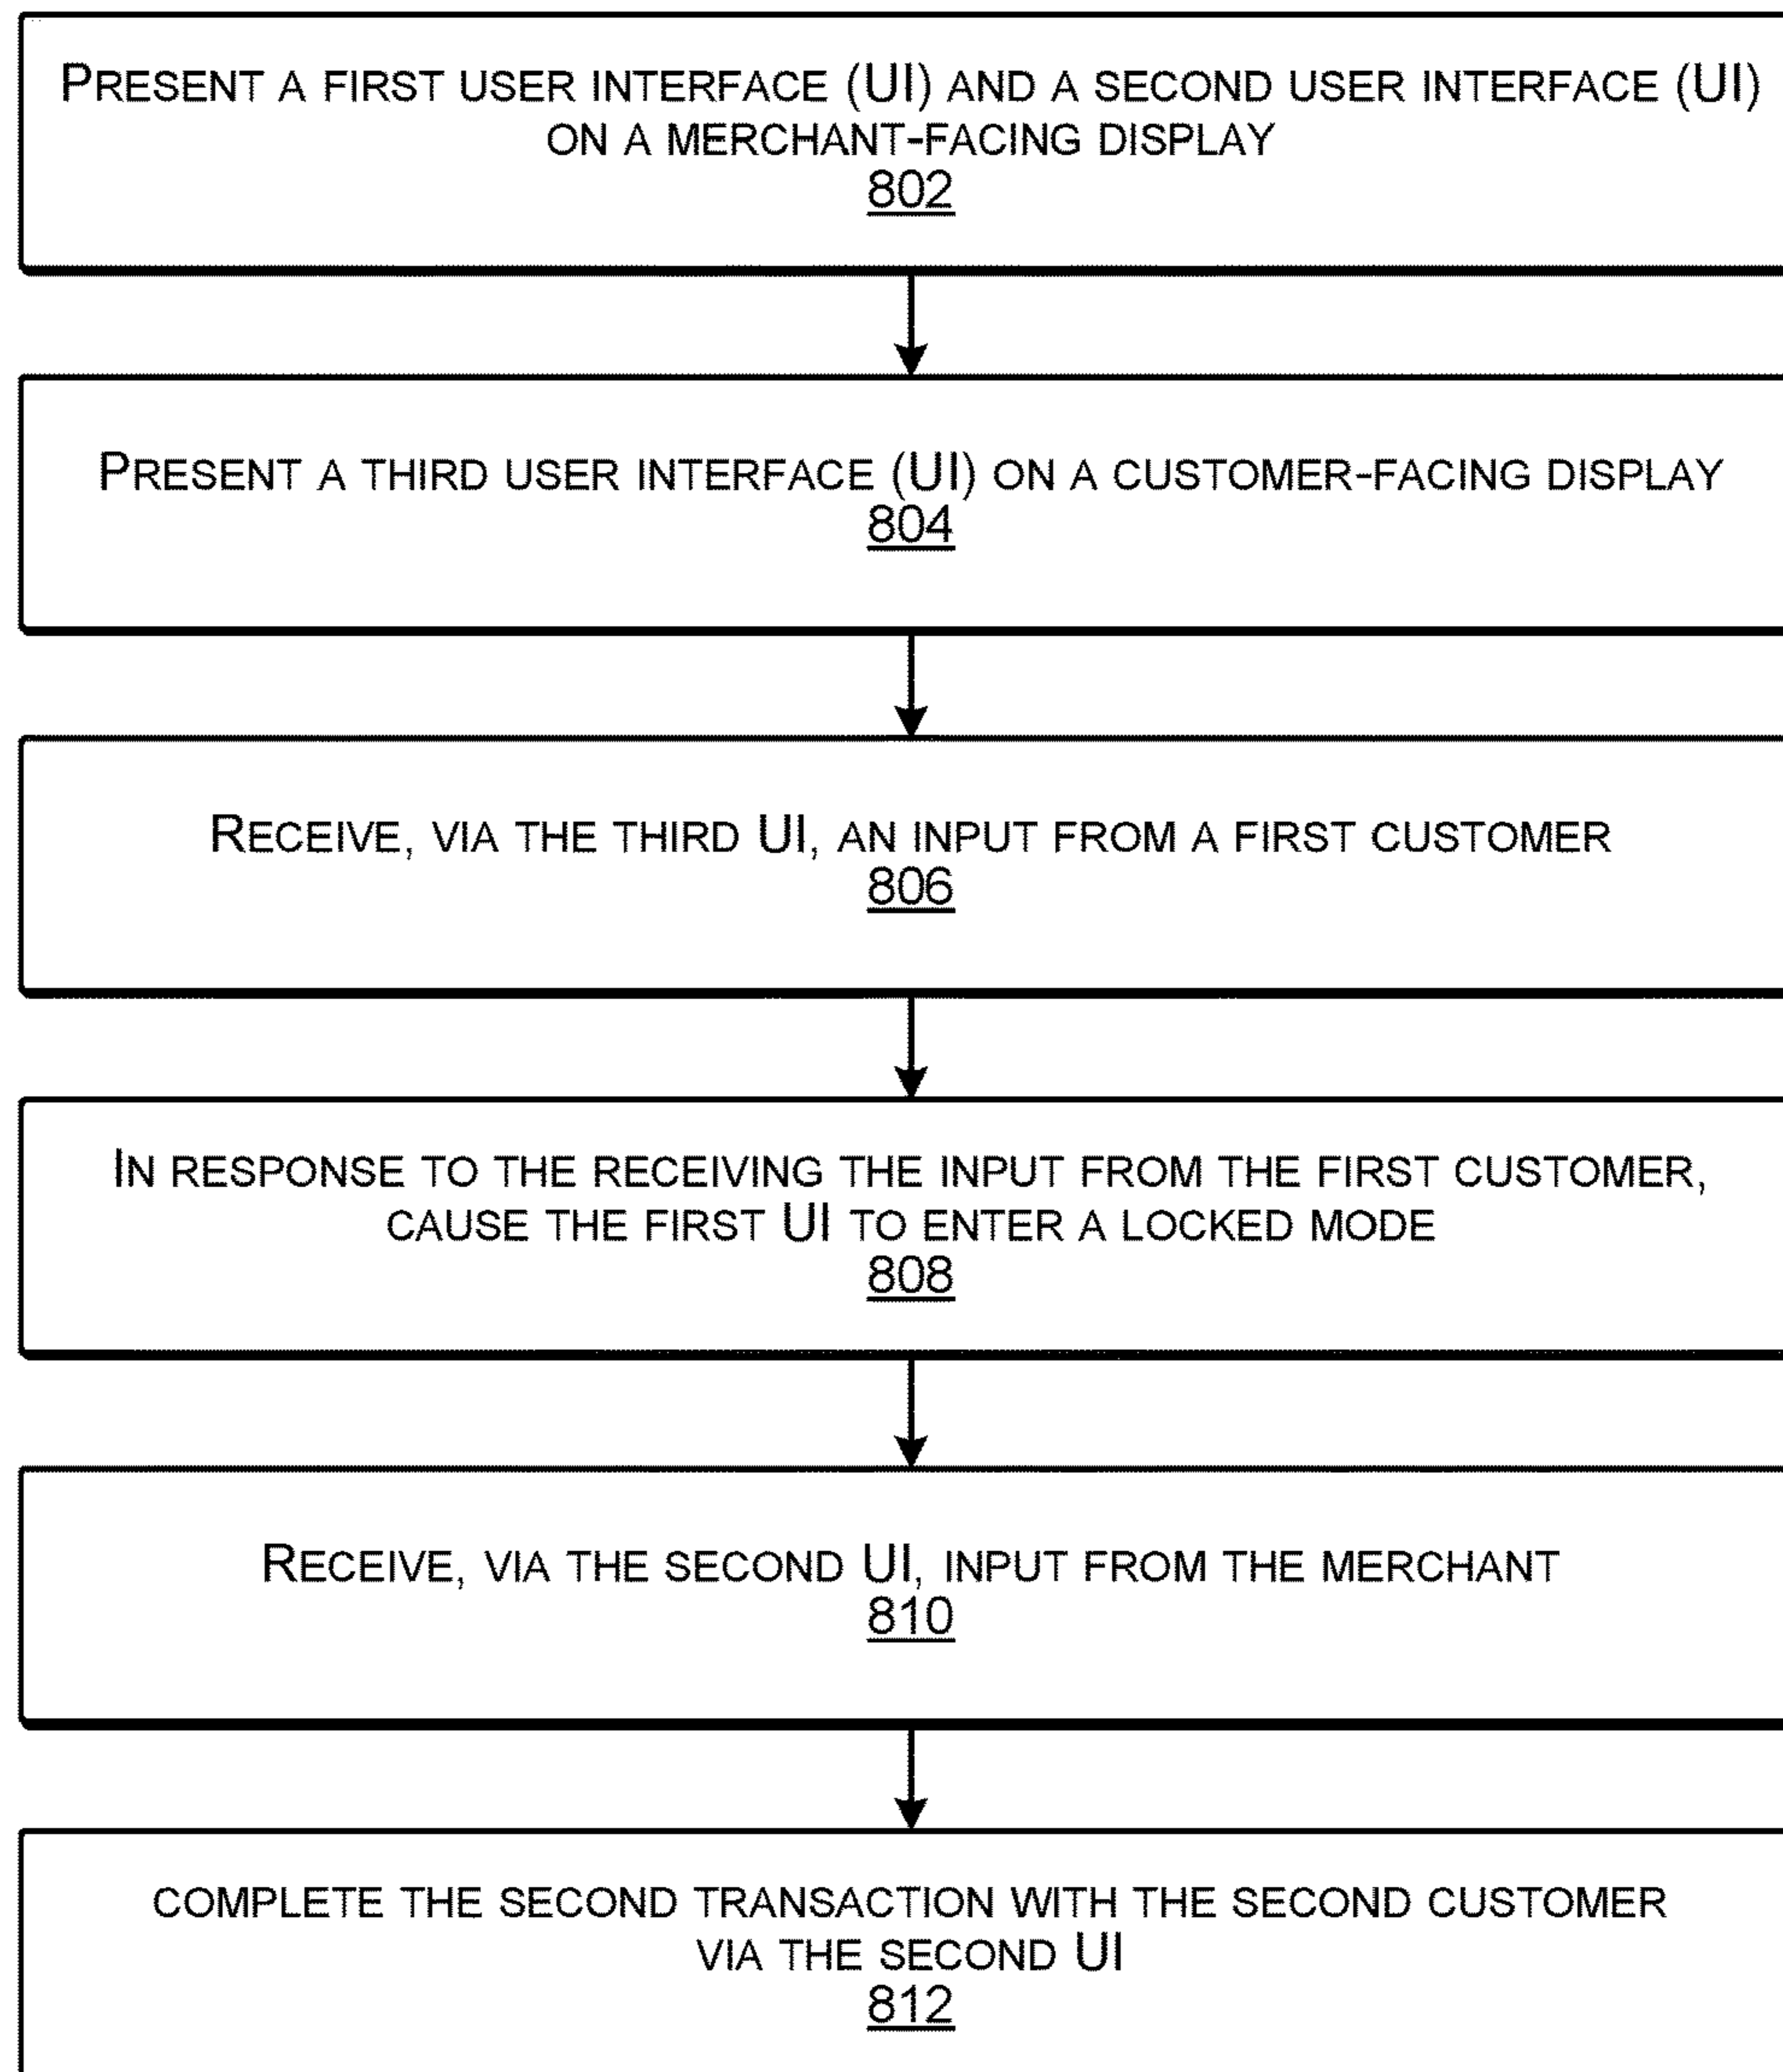 PRESENT A FIRST USER INTERFACE (UI) AND A SECOND USER INTERFACE (UI)
ON A MERCHANT-FACING DISPLAY
802
PRESENT A THIRD USER INTERFACE (UI) ON A CUSTOMER-FACING DISPLAY
804
RECEIVE, VIA THE THIRD UI, AN INPUT FROM A FIRST CUSTOMER
806
IN RESPONSE TO THE RECEIVING THE INPUT FROM THE FIRST CUSTOMER,
CAUSE THE FIRST UI TO ENTER A LOCKED MODE
808
RECEIVE, VIA THE SECOND UI, INPUT FROM THE MERCHANT
810
COMPLETE THE SECOND TRANSACTION WITH THE SECOND CUSTOMER
VIA THE SECOND UI
812